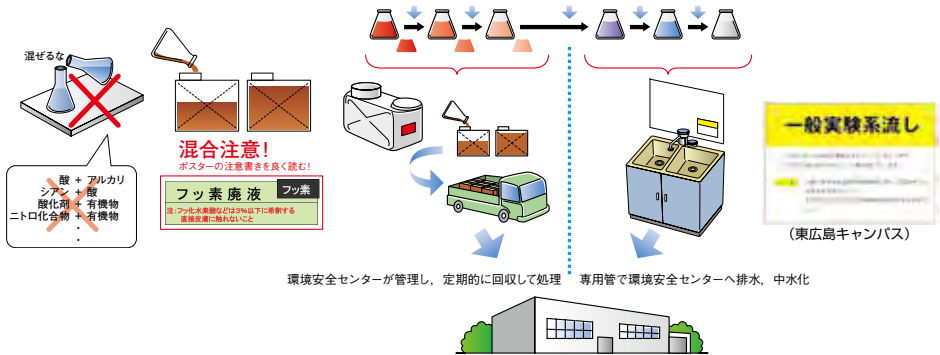 混ぜるな
酸 + アルカリ
シアン + 酸
酸化剤 + 有機物
ニトロ化合物 + 有機物
・
・
混合注意!
ポスターの注意書きを良く読む!
フッ素廃液
フッ素
注:フッ化水素酸などは3%以下に希釈する
直接皮膚に触れないこと
環境安全センターが管理し，定期的に回収して処理
専用管で環境安全センターへ排水，中水化
一般実験系流し
（東広島キャンパス）